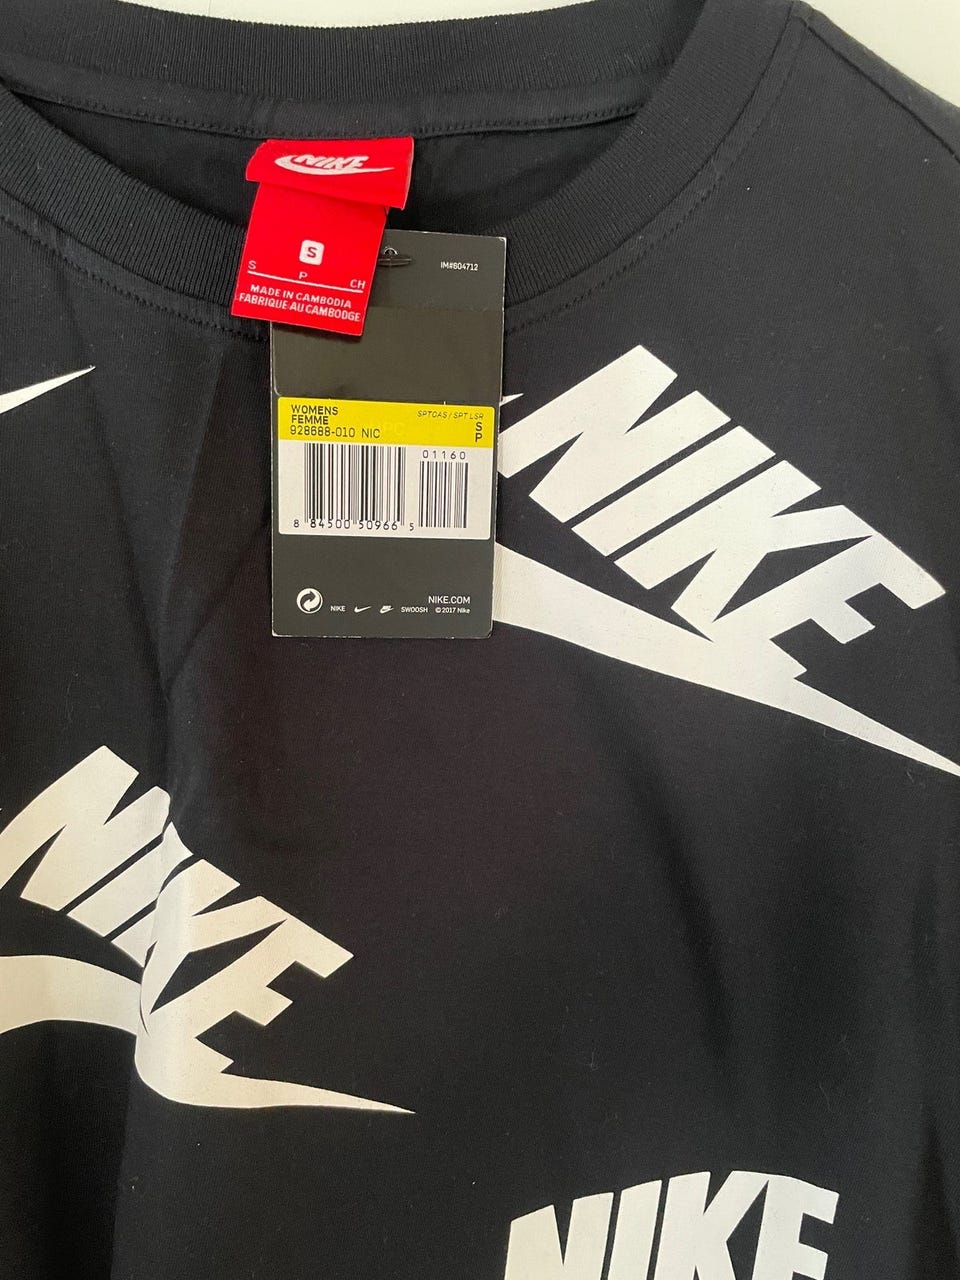 NIKE
S
S P CH
MADE IN CAMBODIA
FABRIQUE AU CAMBODGE
IM#604712
WOMENS
FEMME
928688-010 NIC
SPTCAS / SPT LSR
S
P
01160
8 84500 50966 5
NIKE.COM
NIKE SWOOSH © 2017 Nike
NIKE
NIKE
NIKE